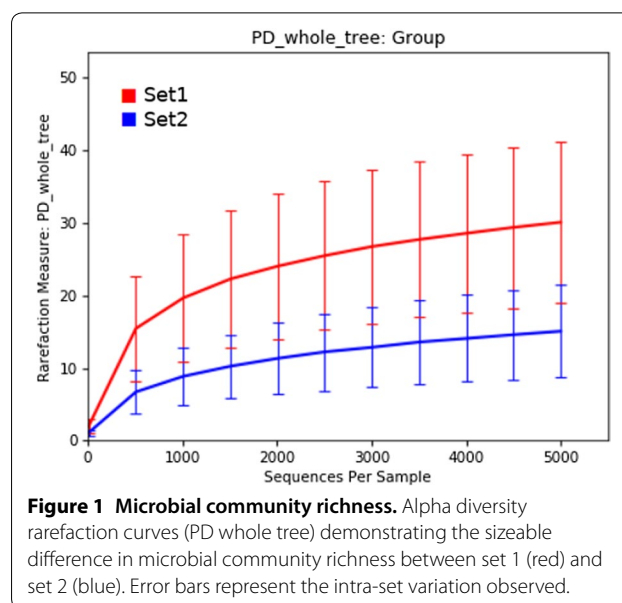 PD_whole_tree: Group
50
40
30
20
10
0
Rarefaction Measure: PD_whole_tree
Set1
Set2
0 1000 2000 3000 4000 5000
Sequences Per Sample
Figure 1 Microbial community richness. Alpha diversity
rarefaction curves (PD whole tree) demonstrating the sizeable
difference in microbial community richness between set 1 (red) and
set 2 (blue). Error bars represent the intra-set variation observed.